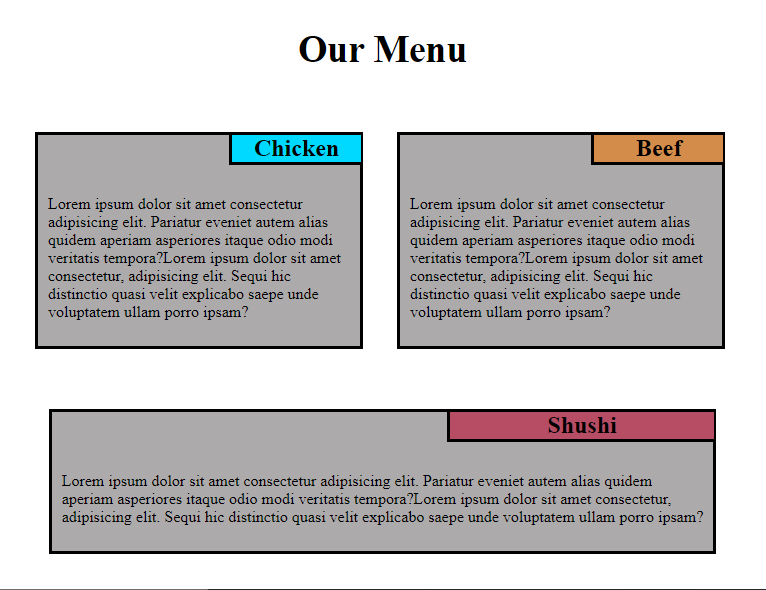 Our Menu
Chicken
Lorem ipsum dolor sit amet consectetur
adipisicing elit. Pariatur eveniet autem alias
quidem aperiam asperiores itaque odio modi
veritatis tempora?Lorem ipsum dolor sit amet
consectetur, adipisicing elit. Sequi hic
distinctio quasi velit explicabo saepe unde
voluptatem ullam porro ipsam?
Beef
Lorem ipsum dolor sit amet consectetur
adipisicing elit. Pariatur eveniet autem alias
quidem aperiam asperiores itaque odio modi
veritatis tempora?Lorem ipsum dolor sit amet
consectetur, adipisicing elit. Sequi hic
distinctio quasi velit explicabo saepe unde
voluptatem ullam porro ipsam?
Shushi
Lorem ipsum dolor sit amet consectetur adipisicing elit. Pariatur eveniet autem alias quidem
aperiam asperiores itaque odio modi veritatis tempora?Lorem ipsum dolor sit amet consectetur,
adipisicing elit. Sequi hic distinctio quasi velit explicabo saepe unde voluptatem ullam porro ipsam?